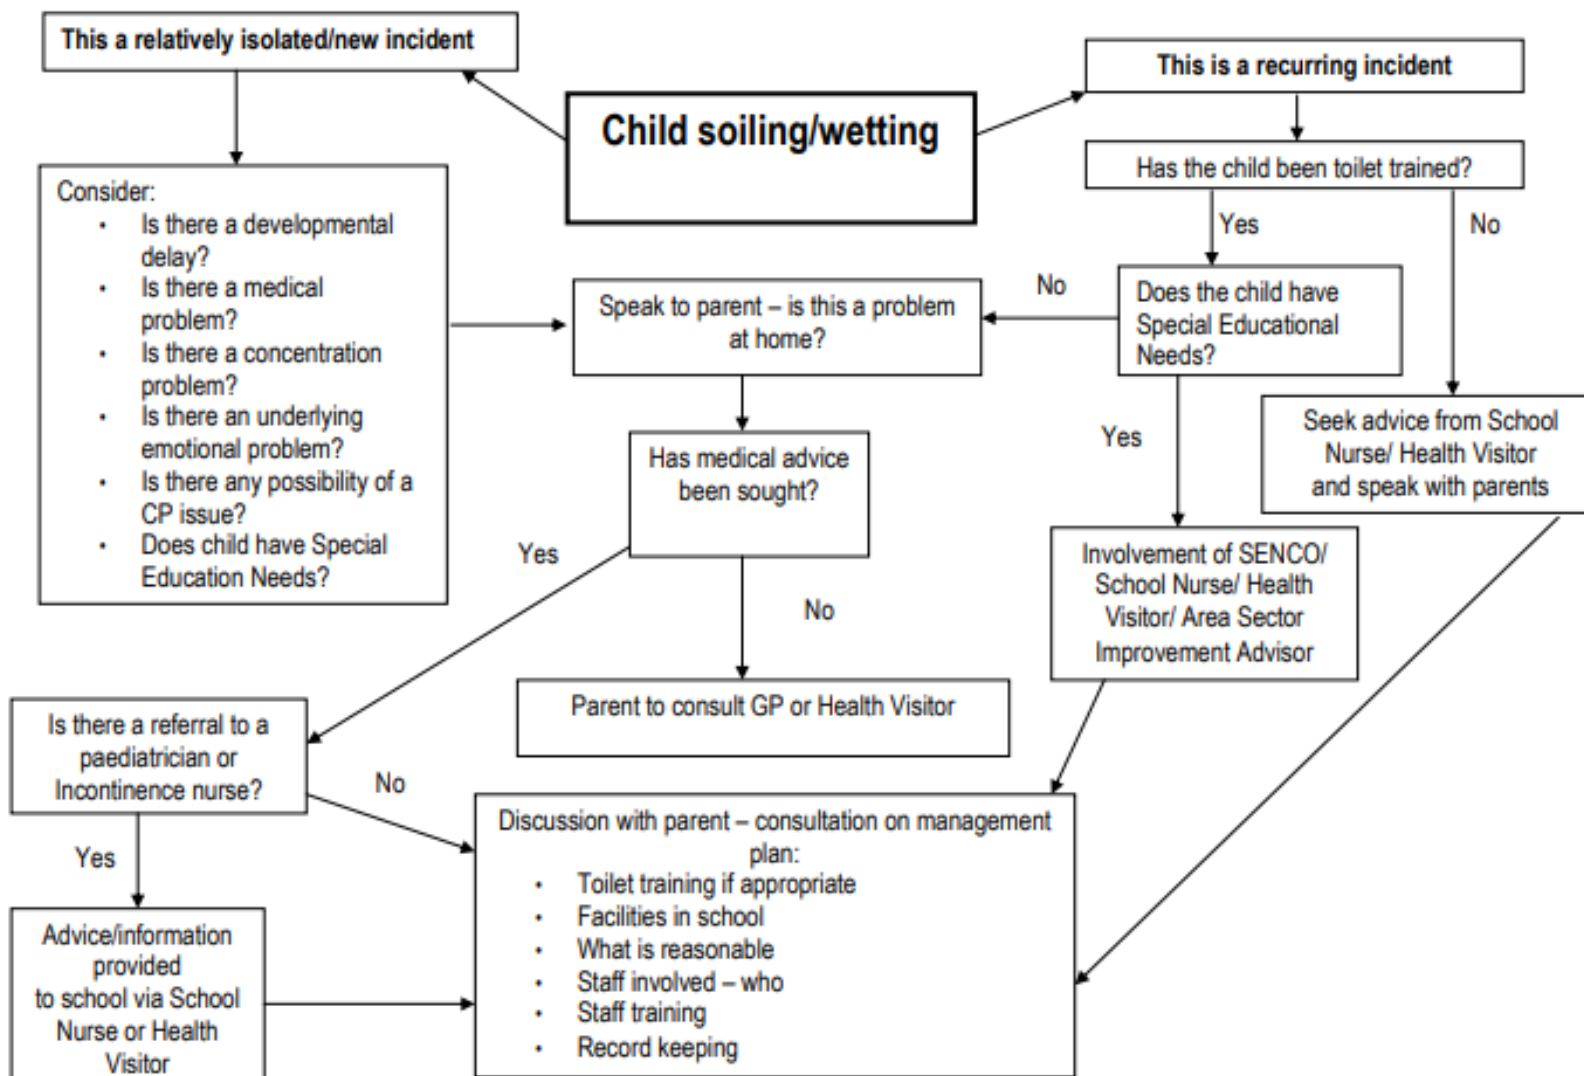 This a relatively isolated/new incident
This is a recurring incident
Child soiling/wetting
Has the child been toilet trained?
Consider:
• Is there a developmental
delay?
• Is there a medical
problem?
• Is there a concentration
problem?
• Is there an underlying
emotional problem?
• Is there any possibility of a
CP issue?
• Does child have Special
Education Needs?
Yes
No
Speak to parent – is this a problem
at home?
No
Does the child have
Special Educational
Needs?
Has medical advice
been sought?
Yes
Seek advice from School
Nurse/ Health Visitor
and speak with parents
Yes
No
Involvement of SENCO/
School Nurse/ Health
Visitor/ Area Sector
Improvement Advisor
Parent to consult GP or Health Visitor
Is there a referral to a
paediatrician or
Incontinence nurse?
No
Yes
Discussion with parent – consultation on management
plan:
• Toilet training if appropriate
• Facilities in school
• What is reasonable
• Staff involved – who
• Staff training
• Record keeping
Advice/information
provided
to school via School
Nurse or Health
Visitor